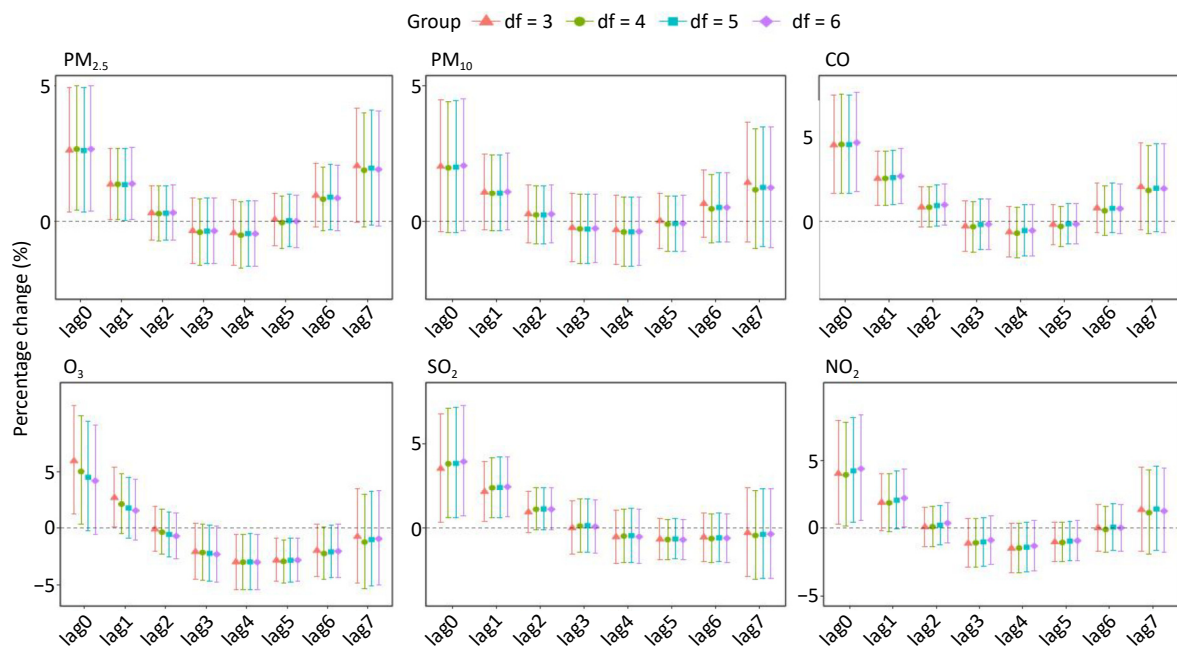 Group df = 3 df = 4 df = 5 df = 6
PM2.5 PM10 CO
5 5 5
0 0 0
lag0 lag1 lag2 lag3 lag4 lag5 lag6 lag7 lag0 lag1 lag2 lag3 lag4 lag5 lag6 lag7 lag0 lag1 lag2 lag3 lag4 lag5 lag6 lag7
Percentage change (%)
O3 SO2 NO2
5 5 5
0 0 0
−5 −5
lag0 lag1 lag2 lag3 lag4 lag5 lag6 lag7 lag0 lag1 lag2 lag3 lag4 lag5 lag6 lag7 lag0 lag1 lag2 lag3 lag4 lag5 lag6 lag7